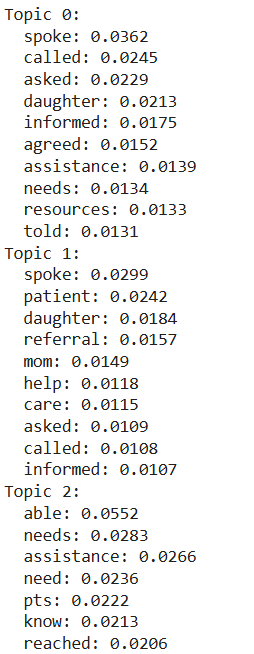 Topic 0:
spoke: 0.0362
called: 0.0245
asked: 0.0229
daughter: 0.0213
informed: 0.0175
agreed: 0.0152
assistance: 0.0139
needs: 0.0134
resources: 0.0133
told: 0.0131
Topic 1:
spoke: 0.0299
patient: 0.0242
daughter: 0.0184
referral: 0.0157
mom: 0.0149
help: 0.0118
care: 0.0115
asked: 0.0109
called: 0.0108
informed: 0.0107
Topic 2:
able: 0.0552
needs: 0.0283
assistance: 0.0266
need: 0.0236
pts: 0.0222
know: 0.0213
reached: 0.0206